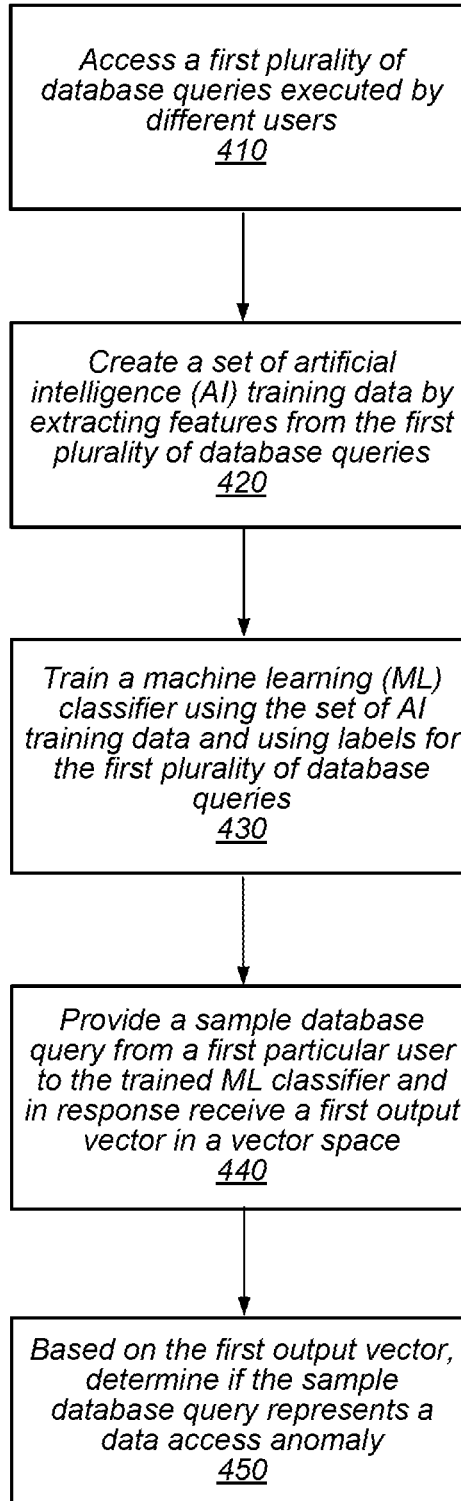 Access a first plurality of
database queries executed by
different users
410
Create a set of artificial
intelligence (AI) training data by
extracting features from the first
plurality of database queries
420
Train a machine learning (ML)
classifier using the set of AI
training data and using labels for
the first plurality of database
queries
430
Provide a sample database
query from a first particular user
to the trained ML classifier and
in response receive a first output
vector in a vector space
440
Based on the first output vector,
determine if the sample
database query represents a
data access anomaly
450